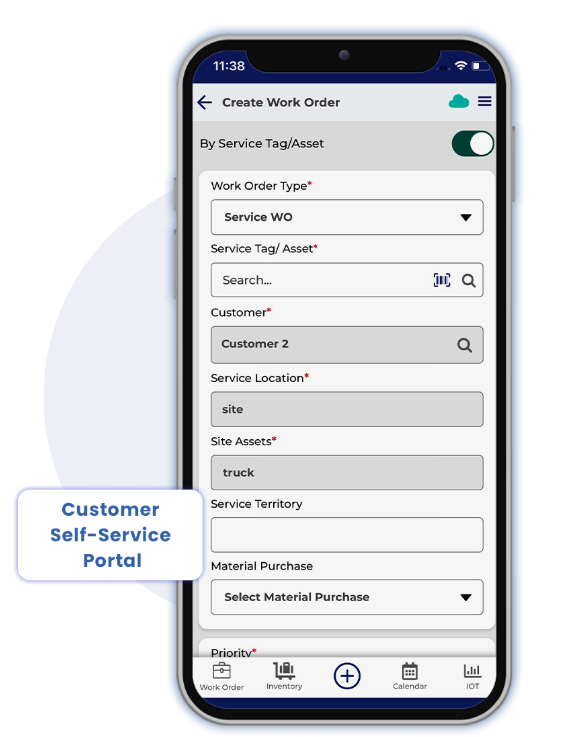 11:38
Create Work Order
By Service Tag/Asset
Work Order Type*
Service WO
Service Tag/ Asset*
Search...
Customer*
Customer 2
Service Location*
site
Site Assets*
truck
Service Territory
Material Purchase
Select Material Purchase
Priority*
Work Order Inventory Calendar IOT
Customer
Self-Service
Portal